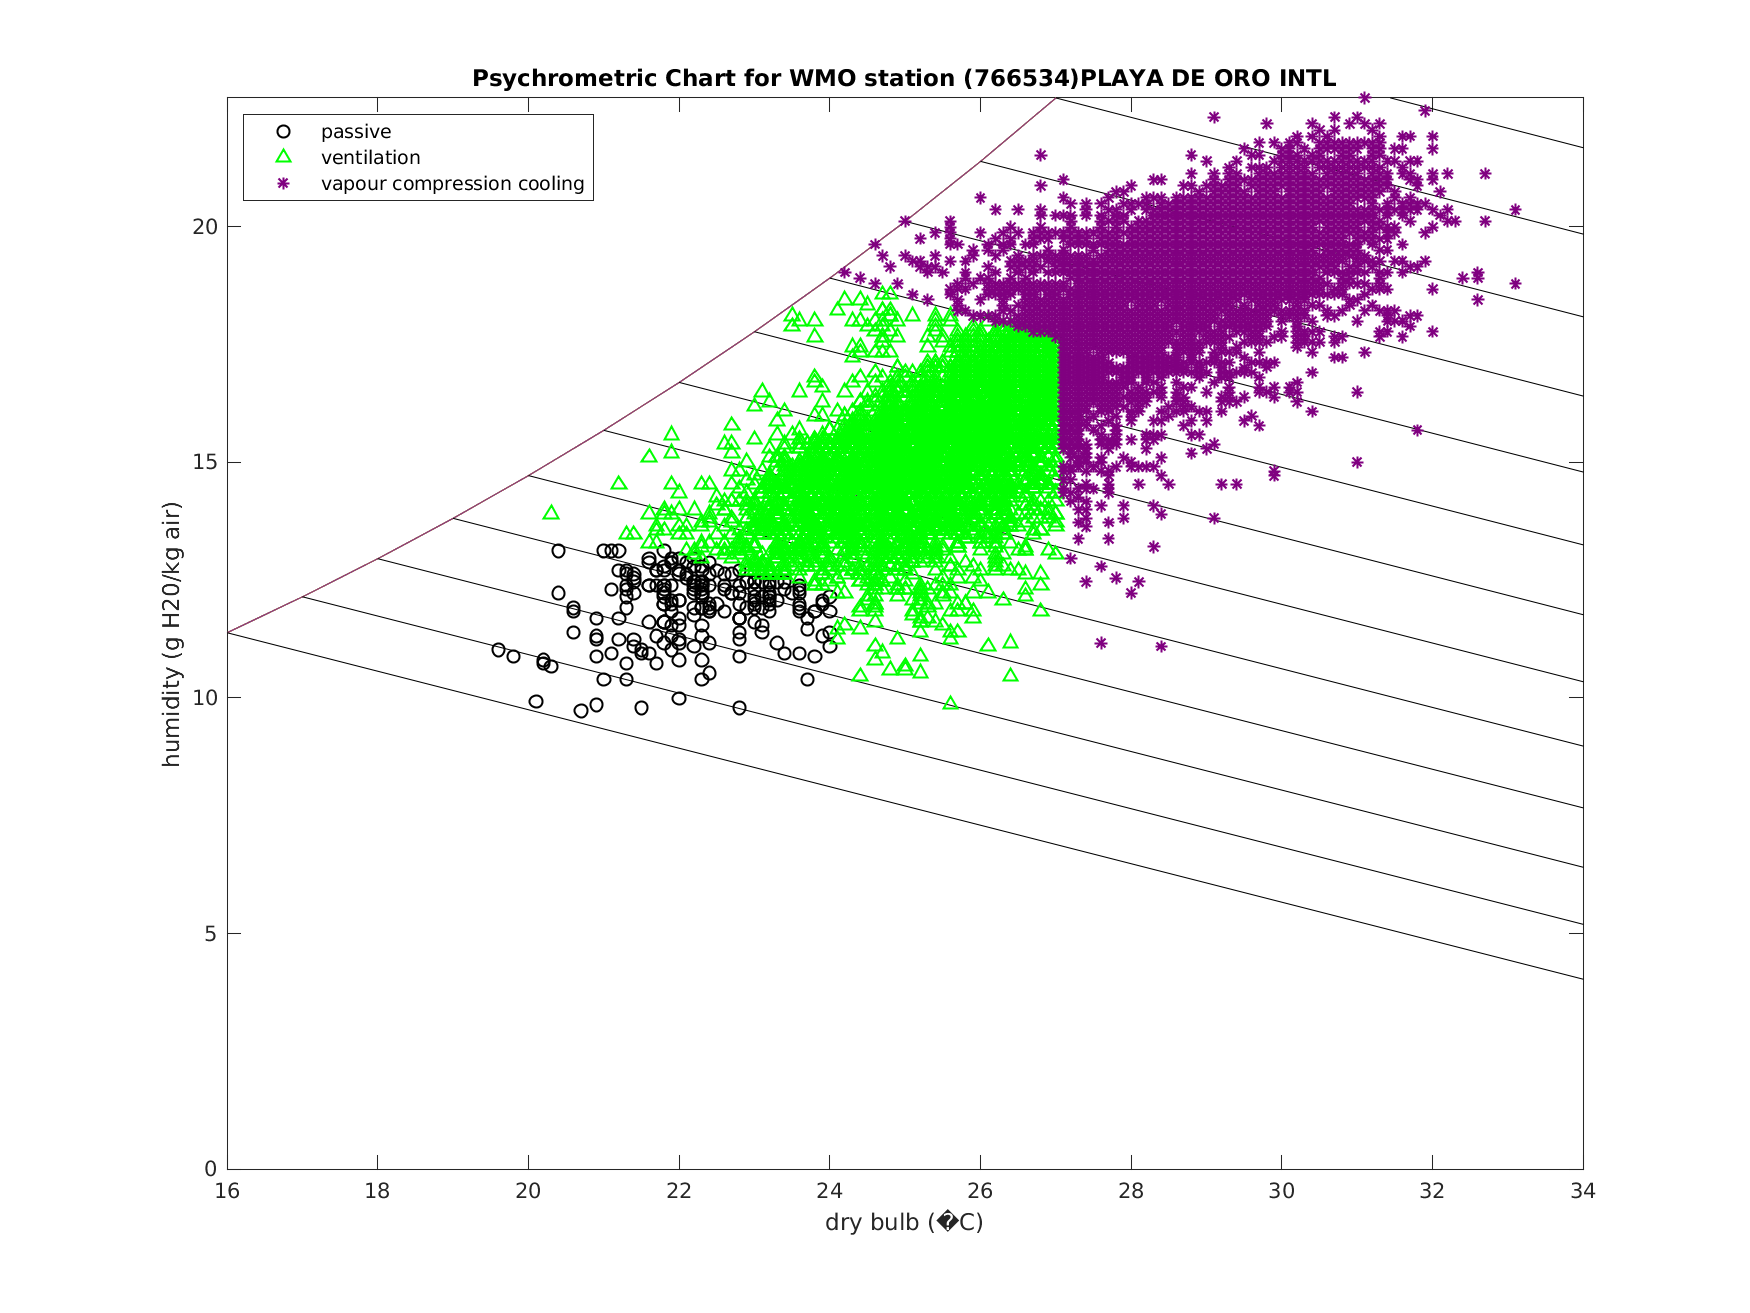 Psychrometric Chart for WMO station (766534)PLAYA DE ORO INTL
passive
ventilation
vapour compression cooling
humidity (g H20/kg air)
20
15
10
5
0
16 18 20 22 24 26 28 30 32 34
dry bulb (�C)